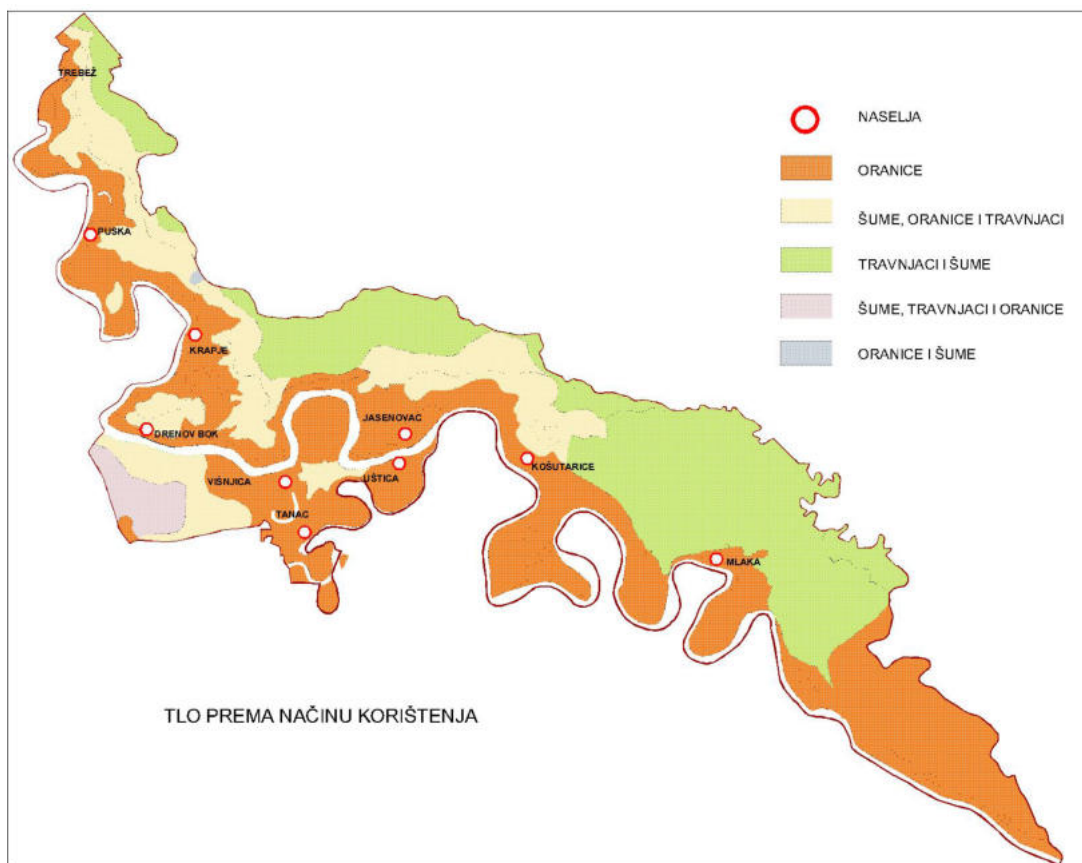 TREBEŽ
NASELJA
ORANICE
ŠUME, ORANICE I TRAVNJACI
PUŠKA
TRAVNJACI I ŠUME
ŠUME, TRAVNJACI I ORANICE
KRAPJE
ORANICE I ŠUME
JASENOVAC
DRENOV BOK
KOŠUTARICE
UŠTICA
VIŠNJICA
TANAC
MLAKA
TLO PREMA NAČINU KORIŠTENJA